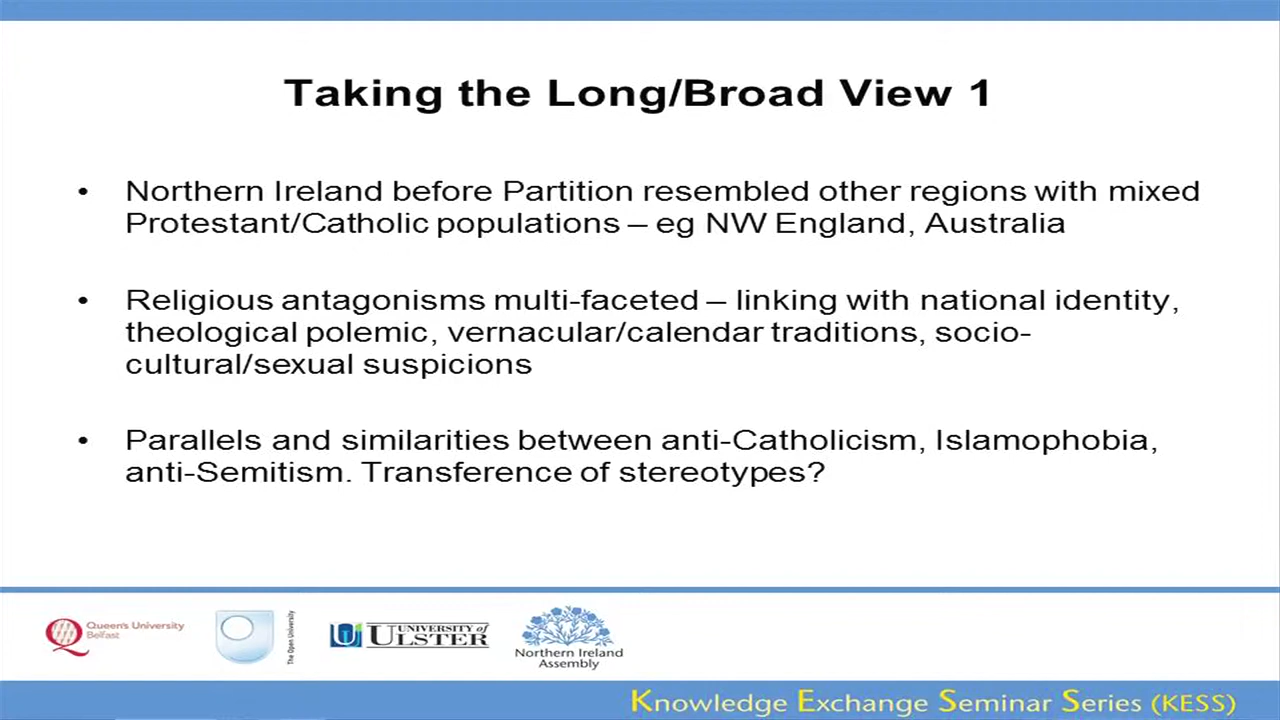 Taking the Long/Broad View 1
• Northern Ireland before Partition resembled other regions with mixed
Protestant/Catholic populations – eg NW England, Australia
• Religious antagonisms multi-faceted – linking with national identity,
theological polemic, vernacular/calendar traditions, socio-
cultural/sexual suspicions
• Parallels and similarities between anti-Catholicism, Islamophobia,
anti-Semitism. Transference of stereotypes?
Queen's University
Belfast
The Open University
UNIVERSITY of
ULSTER
Northern Ireland
Assembly
Knowledge Exchange Seminar Series (KESS)